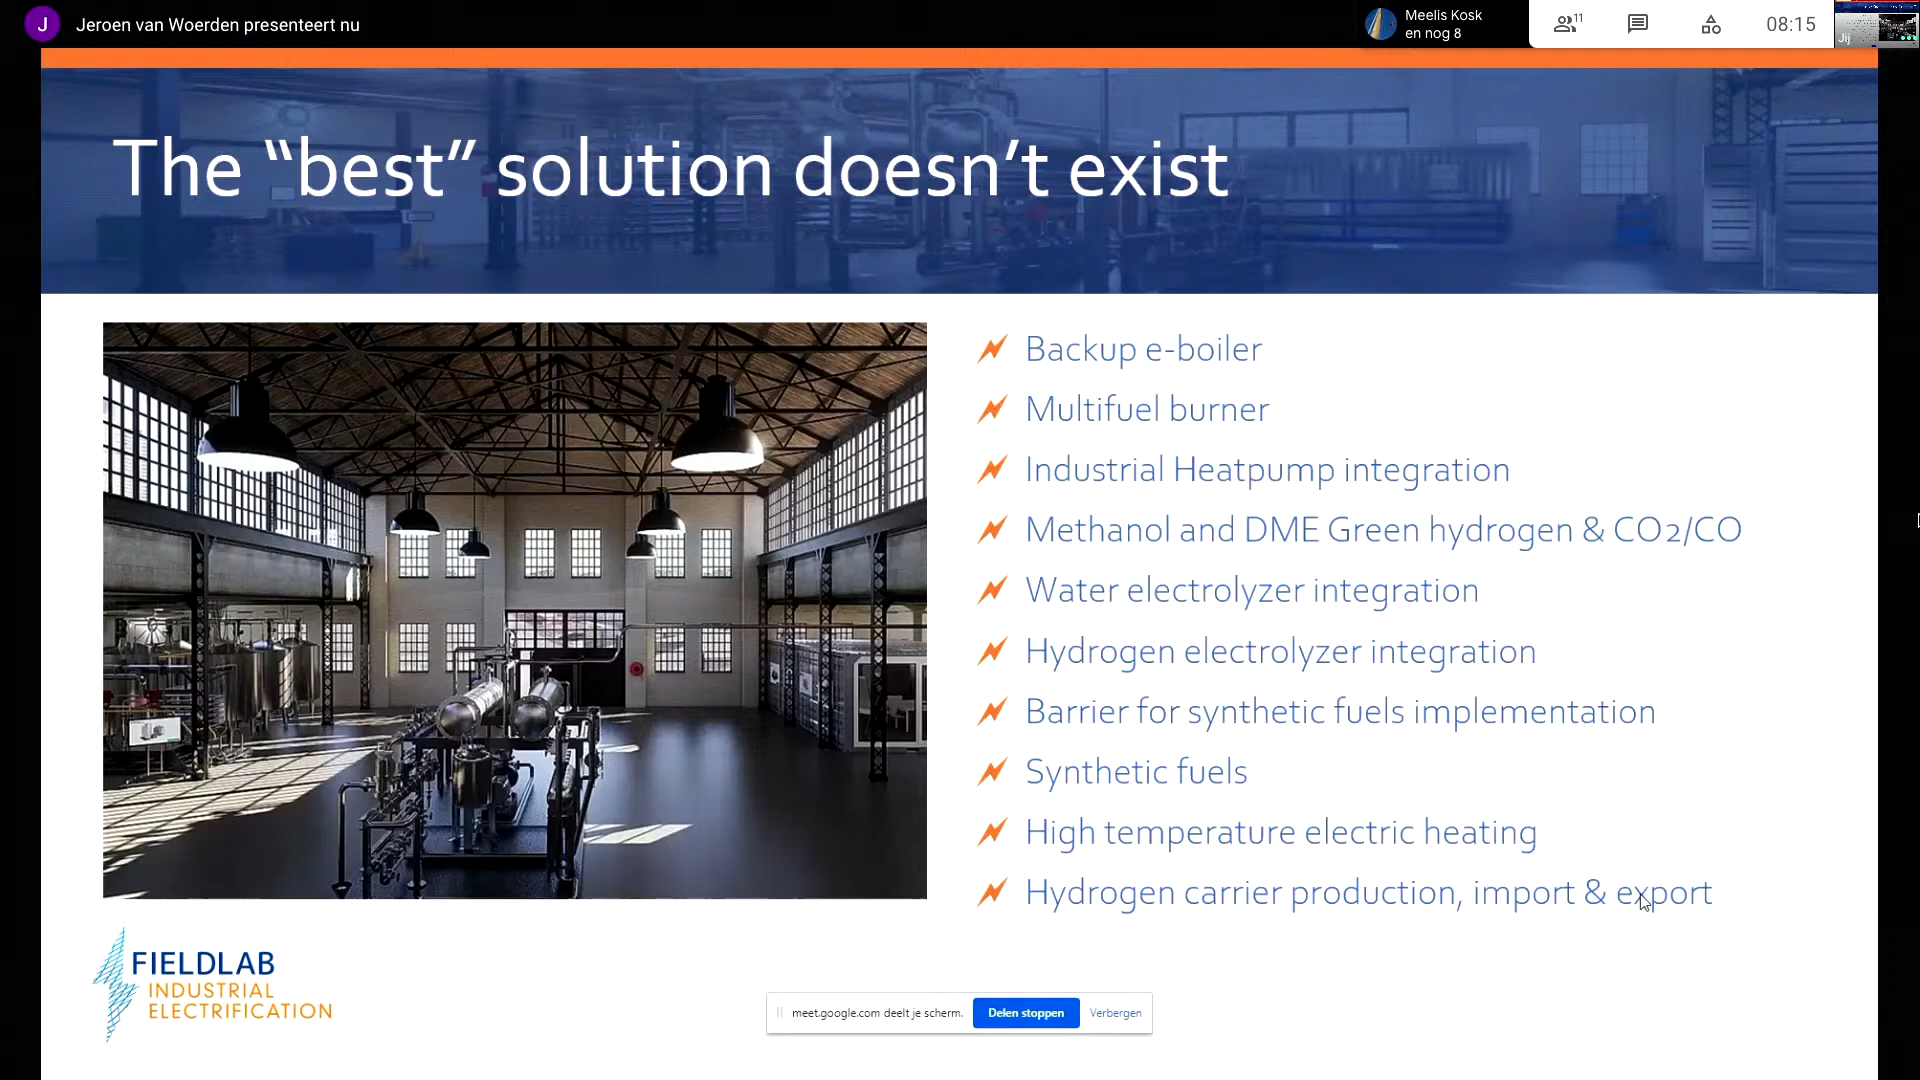 J
Jeroen van Woerden presenteert nu
Meelis Kosk
en nog 8
11
08:15
Jij
The “best” solution doesn’t exist
Backup e-boiler
Multifuel burner
Industrial Heatpump integration
Methanol and DME Green hydrogen & CO2/CO
Water electrolyzer integration
Hydrogen electrolyzer integration
Barrier for synthetic fuels implementation
Synthetic fuels
High temperature electric heating
Hydrogen carrier production, import & export
FIELDLAB
INDUSTRIAL
ELECTRIFICATION
meet.google.com deelt je scherm.
Delen stoppen
Verbergen